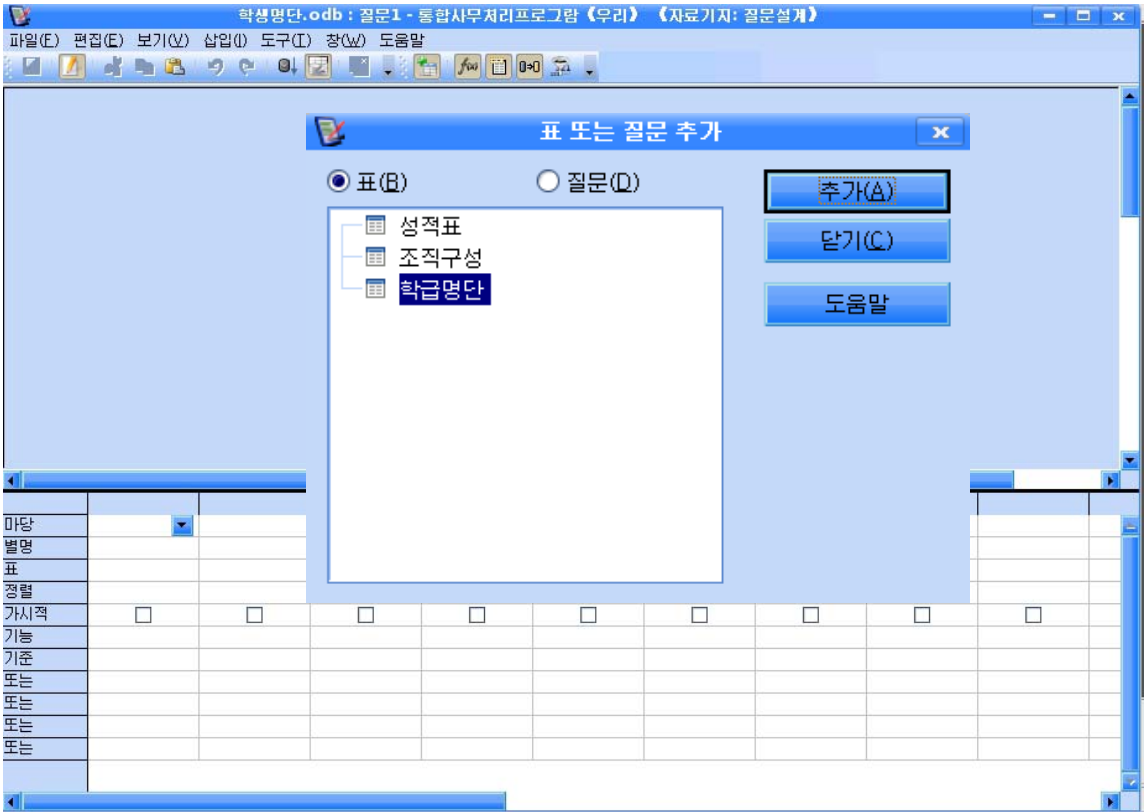 학생명단.odb : 질문1 - 통합사무처리프로그람《우리》 《자료기지: 질문설계》
파일(F) 편집(E) 보기(V) 삽입(I) 도구(T) 창(W) 도움말
표 또는 질문 추가
표(B) 질문(D)
추가(A)
성적표
닫기(C)
조직구성
학급명단
도움말
마당
별명
표
정렬
가시적
기능
기준
또는
또는
또는
또는